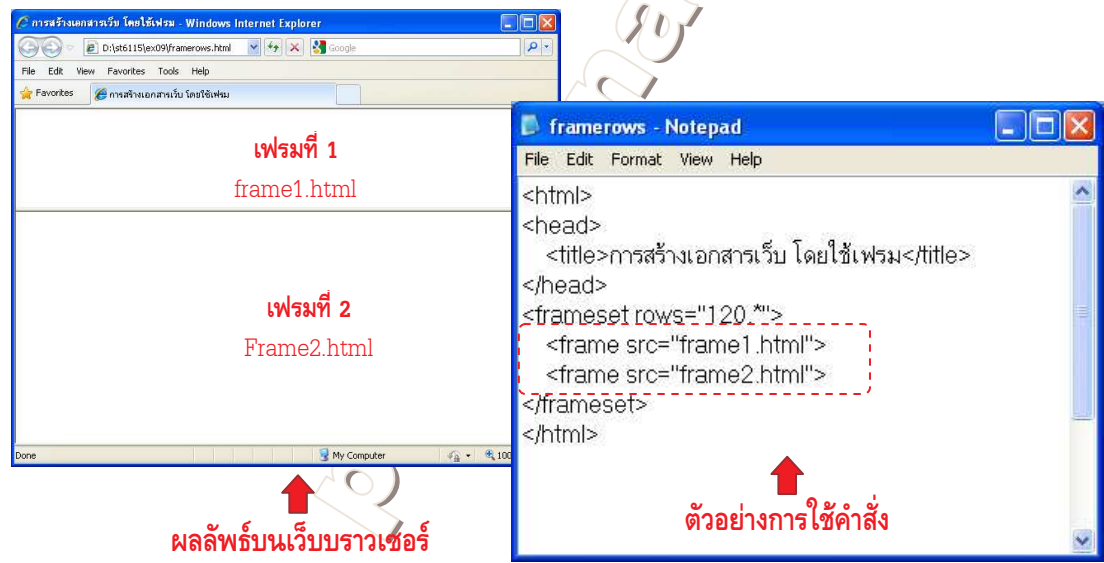 การสร้างเอกสารเว็บ โดยใช้เฟรม - Windows Internet Explorer
D:\st6115\ex09\framerows.html
Google
File Edit View Favorites Tools Help
Favorites
การสร้างเอกสารเว็บ โดยใช้เฟรม
เฟรมที่ 1
frame1.html
เฟรมที่ 2
Frame2.html
Done
My Computer
100
ผลลัพธ์บนเว็บบราวเซอร์
framerows - Notepad
File Edit Format View Help
<html>
<head>
<title>การสร้างเอกสารเว็บ โดยใช้เฟรม</title>
</head>
<frameset rows="120,*">
<frame src="frame1.html">
<frame src="frame2.html">
</frameset>
</html>
ตัวอย่างการใช้คำสั่ง